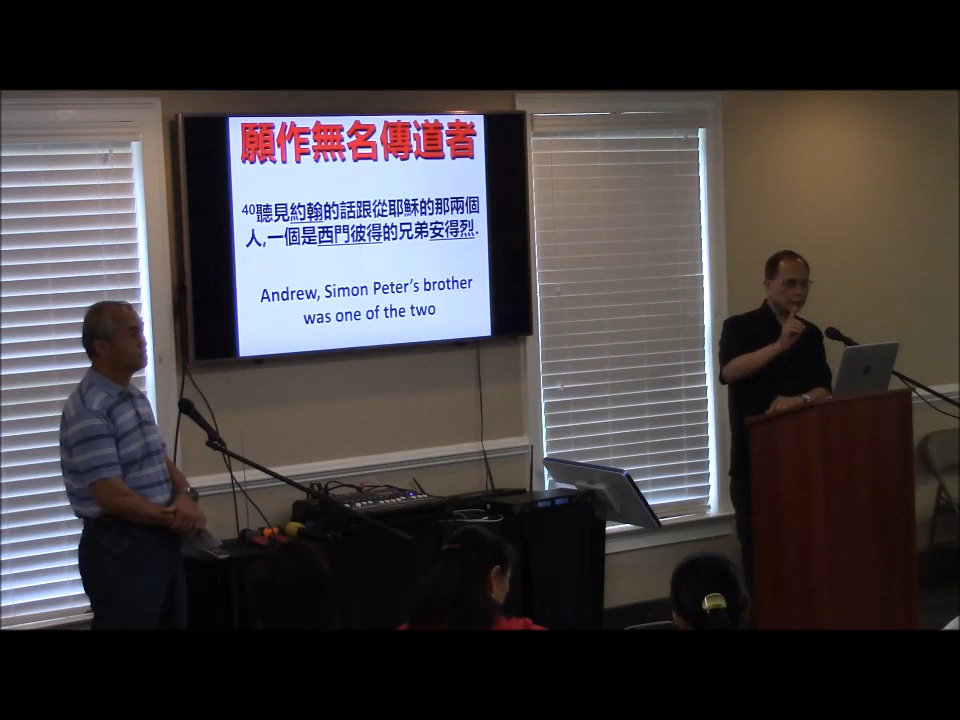 願作無名傳道者
40聽見約翰的話跟從耶穌的那兩個
人,一個是西門彼得的兄弟安得烈.
Andrew, Simon Peter's brother
was one of the two